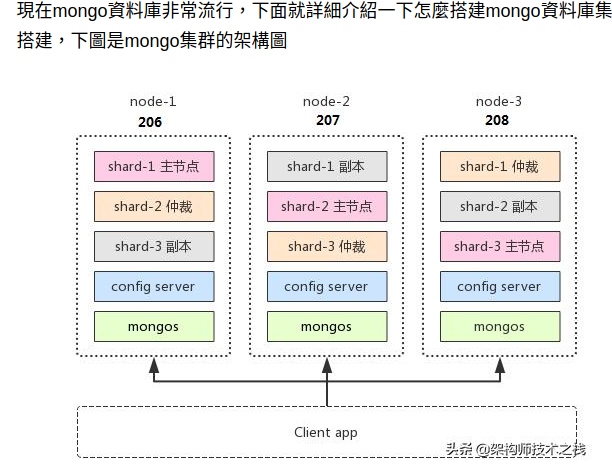 現在mongo資料庫非常流行，下面就詳細介紹一下怎麼搭建mongo資料庫集
搭建，下圖是mongo集群的架構圖
node-1
206
shard-1 主节点
shard-2 仲裁
shard-3 副本
config server
mongos
node-2
207
shard-1 副本
shard-2 主节点
shard-3 仲裁
config server
mongos
node-3
208
shard-1 仲裁
shard-2 副本
shard-3 主节点
config server
mongos
Client app
头条 @架构师技术之栈